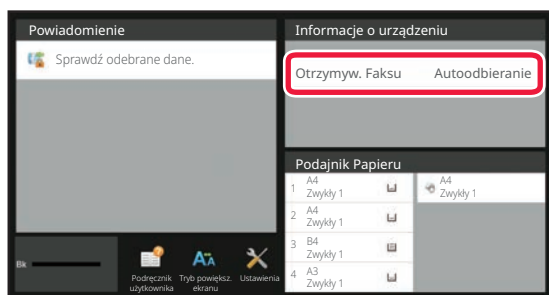 Powiadomienie
Sprawdź odebrane dane.
Informacje o urządzeniu
Otrzymyw. Faksu Autoodbieranie
Podajnik Papieru
1 A4
Zwykły 1
2 A4
Zwykły 1
3 B4
Zwykły 1
4 A3
Zwykły 1
A4
Zwykły 1
Bk
Podręcznik
użytkownika
Tryb powiększ.
ekranu
Ustawienia